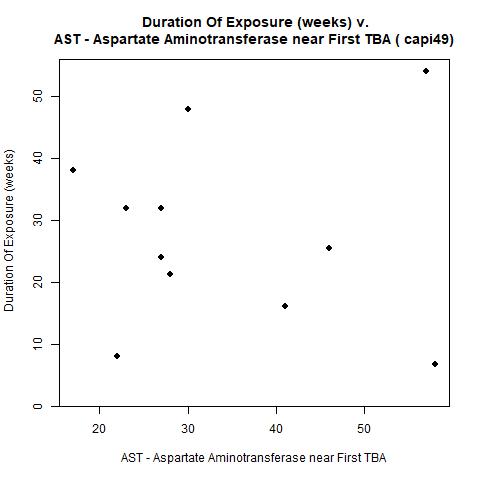 Duration Of Exposure (weeks) v.
AST - Aspartate Aminotransferase near First TBA ( capi49)
Duration Of Exposure (weeks)
50
40
30
20
10
0
20 30 40 50
AST - Aspartate Aminotransferase near First TBA